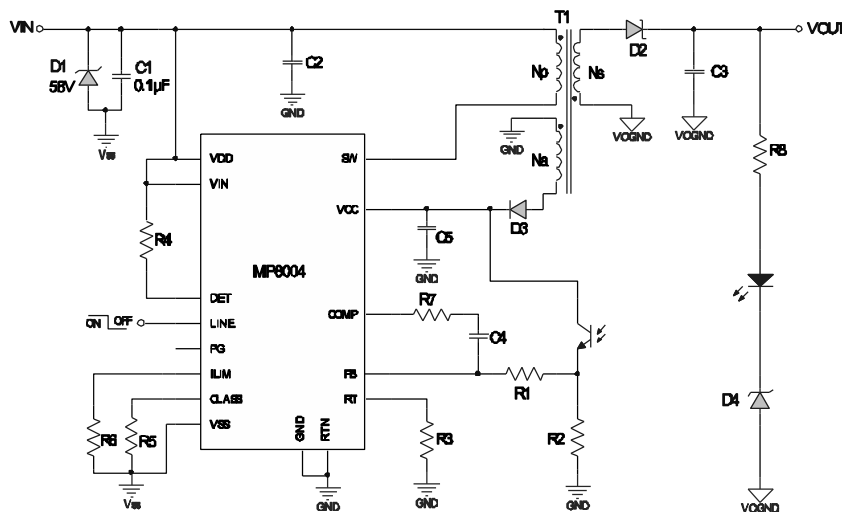 T1
VIN
VOUT
D1
58V
C1
0.1µF
C2
D2
C3
Np
Ns
GND
VOGND
VOGND
Vss
GND
Na
VDD
SW
VIN
VCC
D3
C5
R8
R4
MP8004
GND
DET
COMP
R7
C4
ON
OFF
LINE
PG
ILIM
FB
R1
CLASS
RT
D4
VSS
GND
RTN
R6
R5
R3
R2
Vss
GND
GND
GND
VOGND